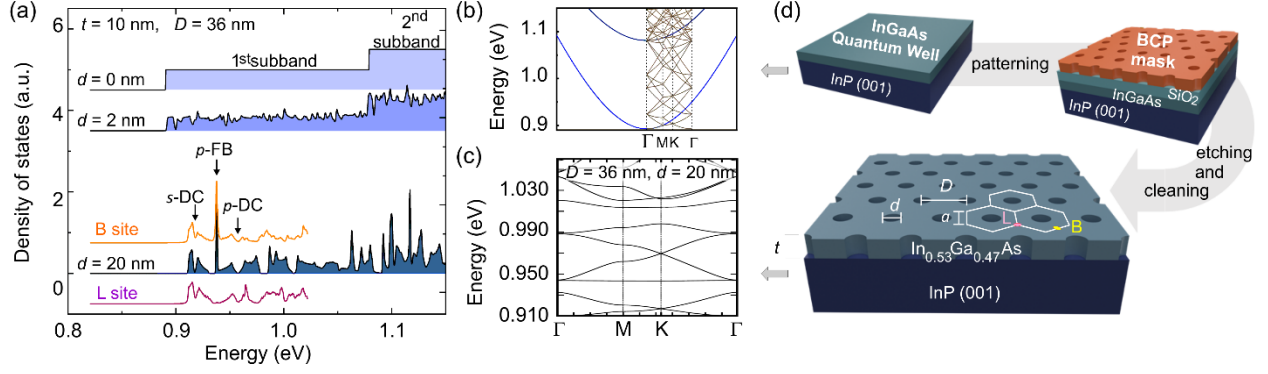 (a)
t = 10 nm, D = 36 nm
2nd
subband
1stsubband
d = 0 nm
d = 2 nm
p-FB
s-DC
p-DC
B site
d = 20 nm
L site
6
4
2
0
Density of states (a.u.)
0.8
0.9
1.0
1.1
Energy (eV)
(b)
1.1
1.0
0.9
Energy (eV)
Γ M K Γ
(c)
D = 36 nm, d = 20 nm
1.030
0.990
0.950
0.910
Energy (eV)
Γ M K Γ
(d)
InGaAs
Quantum Well
InP (001)
patterning
BCP
mask
SiO2
InGaAs
InP (001)
etching
and
cleaning
D
d
a
L
B
t
In0.53Ga0.47As
InP (001)